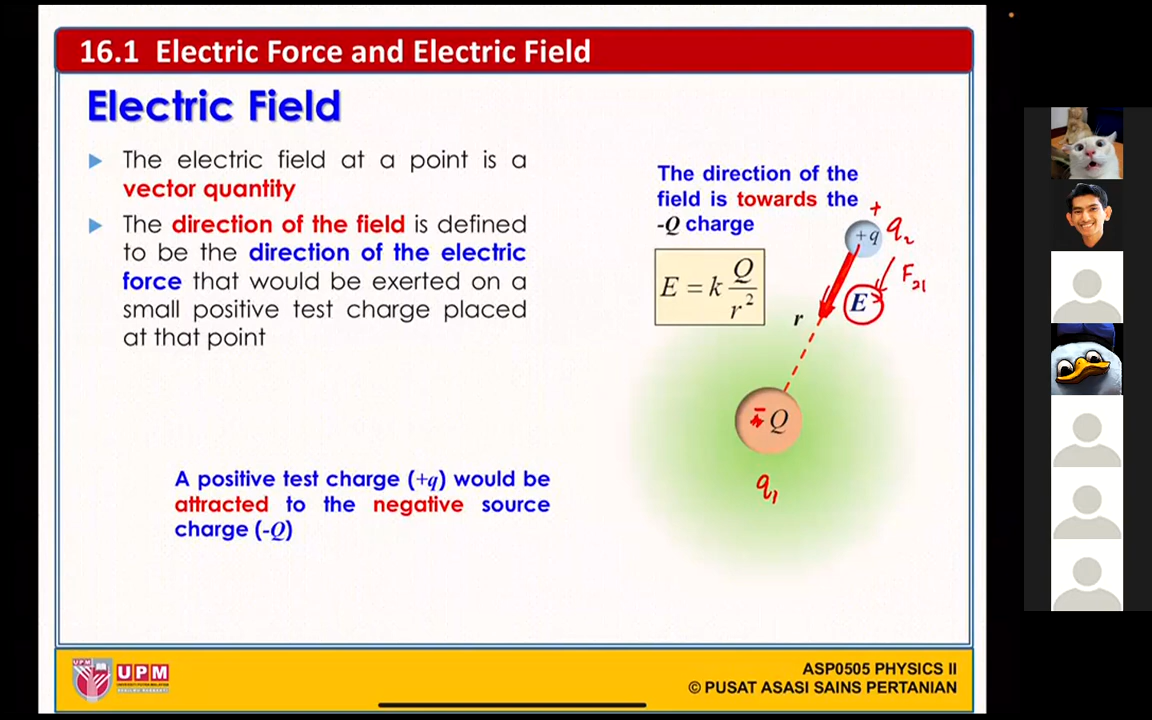 16.1 Electric Force and Electric Field
Electric Field
The electric field at a point is a
vector quantity
The direction of the field is defined
to be the direction of the electric
force that would be exerted on a
small positive test charge placed
at that point
A positive test charge (+q) would be
attracted to the negative source
charge (-Q)
The direction of the
field is towards the
-Q charge
+
+q
q₂
E = k Q/r²
F₂₁
E
r
- Q
q₁
UPM
UPM
ASP0505 PHYSICS II
© PUSAT ASASI SAINS PERTANIAN